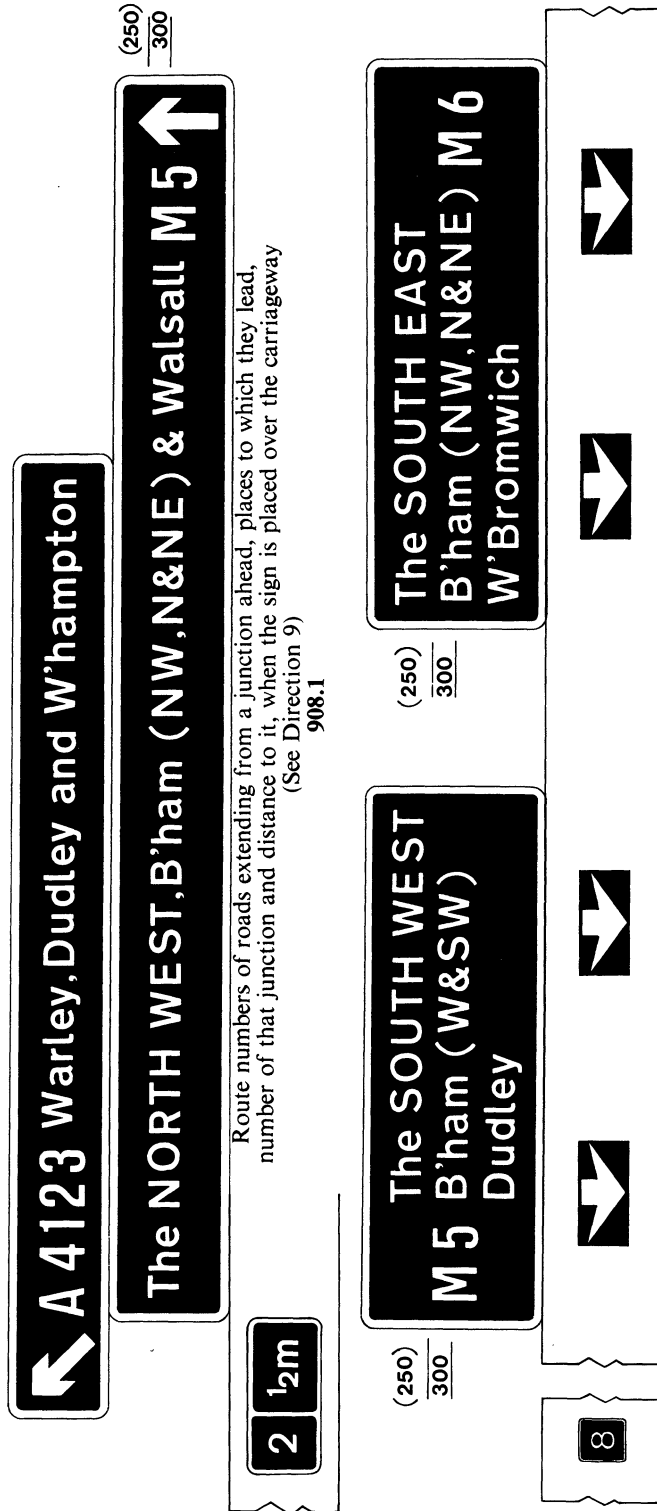 A 4123 Warley, Dudley and W'hampton
The NORTH WEST, B'ham (NW, N&NE) & Walsall M 5
(250)
300
2 ½m
Route numbers of roads extending from a junction ahead, places to which they lead,
number of that junction and distance to it, when the sign is placed over the carriageway
(See Direction 9)
908.1
(250)
300
M 5
The SOUTH WEST
B'ham (W&SW)
Dudley
(250)
300
The SOUTH EAST
B'ham (NW, N&NE) M 6
W'Bromwich
8